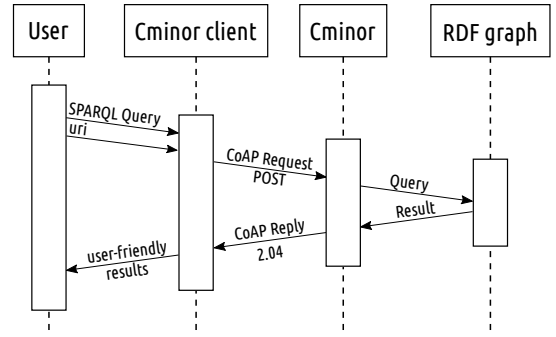 User
Cminor client
Cminor
RDF graph
SPARQL Query
uri
CoAP Request
POST
Query
Result
CoAP Reply
2.04
user-friendly
results